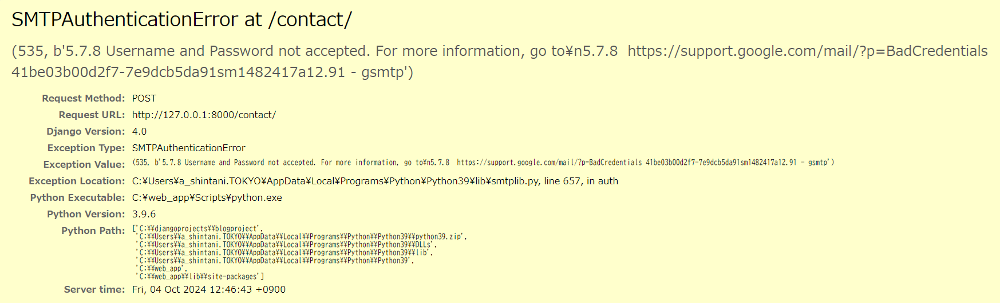 SMTPAuthenticationError at /contact/
(535, b'5.7.8 Username and Password not accepted. For more information, go to¥n5.7.8  https://support.google.com/mail/?p=BadCredentials
41be03b00d2f7-7e9dcb5da91sm1482417a12.91 - gsmtp')
Request Method: POST
Request URL: http://127.0.0.1:8000/contact/
Django Version: 4.0
Exception Type: SMTPAuthenticationError
Exception Value: (535, b'5.7.8 Username and Password not accepted. For more information, go to¥n5.7.8  https://support.google.com/mail/?p=BadCredentials 41be03b00d2f7-7e9dcb5da91sm1482417a12.91 - gsmtp')
Exception Location: C:¥Users¥a_shintani.TOKYO¥AppData¥Local¥Programs¥Python¥Python39¥lib¥smtplib.py, line 657, in auth
Python Executable: C:¥web_app¥Scripts¥python.exe
Python Version: 3.9.6
Python Path: ['C:¥¥djangoprojects¥¥blogproject',
'C:¥¥Users¥¥a_shintani.TOKYO¥¥AppData¥¥Local¥¥Programs¥¥Python¥¥Python39¥¥python39.zip',
'C:¥¥Users¥¥a_shintani.TOKYO¥¥AppData¥¥Local¥¥Programs¥¥Python¥¥Python39¥¥DLLs',
'C:¥¥Users¥¥a_shintani.TOKYO¥¥AppData¥¥Local¥¥Programs¥¥Python¥¥Python39¥¥lib',
'C:¥¥Users¥¥a_shintani.TOKYO¥¥AppData¥¥Local¥¥Programs¥¥Python¥¥Python39',
'C:¥¥web_app',
'C:¥¥web_app¥¥lib¥¥site-packages']
Server time: Fri, 04 Oct 2024 12:46:43 +0900